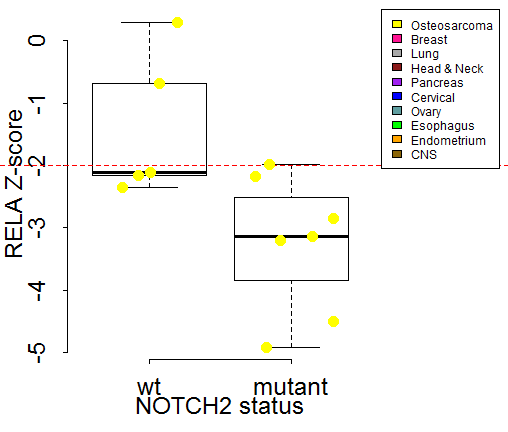 0
-1
-2
-3
-4
-5
RELA Z-score
wt
mutant
NOTCH2 status
Osteosarcoma
Breast
Lung
Head & Neck
Pancreas
Cervical
Ovary
Esophagus
Endometrium
CNS